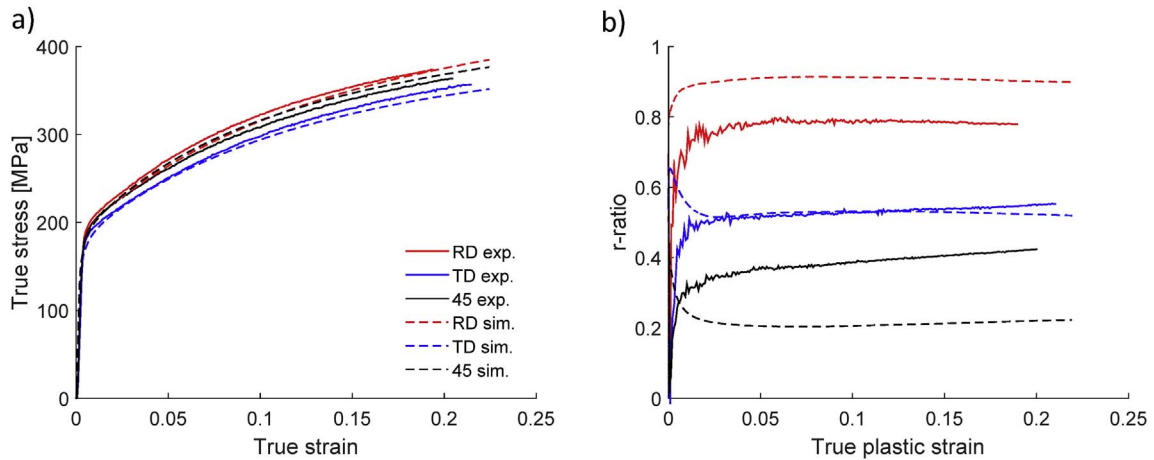 a)
400
300
200
100
0
True stress [MPa]
0
0.05
0.1
0.15
0.2
0.25
True strain
RD exp.
TD exp.
45 exp.
RD sim.
TD sim.
45 sim.
b)
1
0.8
0.6
0.4
0.2
0
r-ratio
0
0.05
0.1
0.15
0.2
0.25
True plastic strain